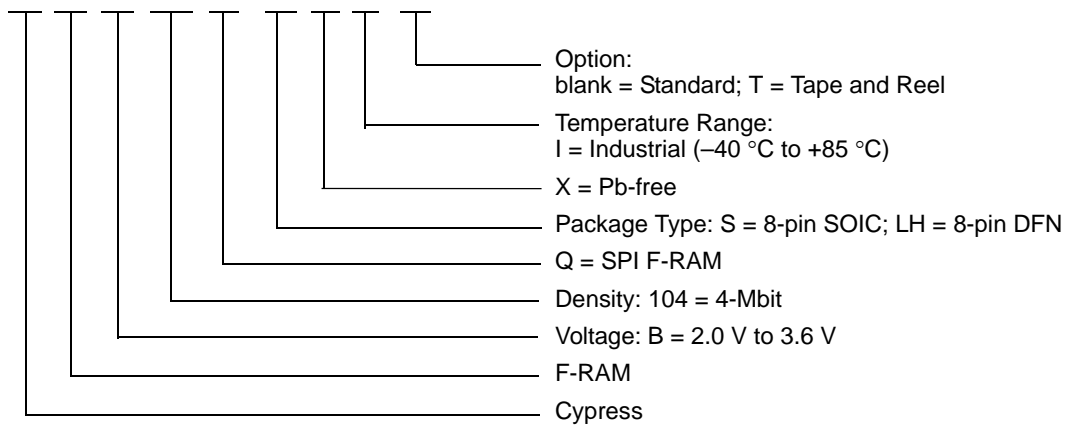 Option:
blank = Standard; T = Tape and Reel
Temperature Range:
I = Industrial (–40 °C to +85 °C)
X = Pb-free
Package Type: S = 8-pin SOIC; LH = 8-pin DFN
Q = SPI F-RAM
Density: 104 = 4-Mbit
Voltage: B = 2.0 V to 3.6 V
F-RAM
Cypress